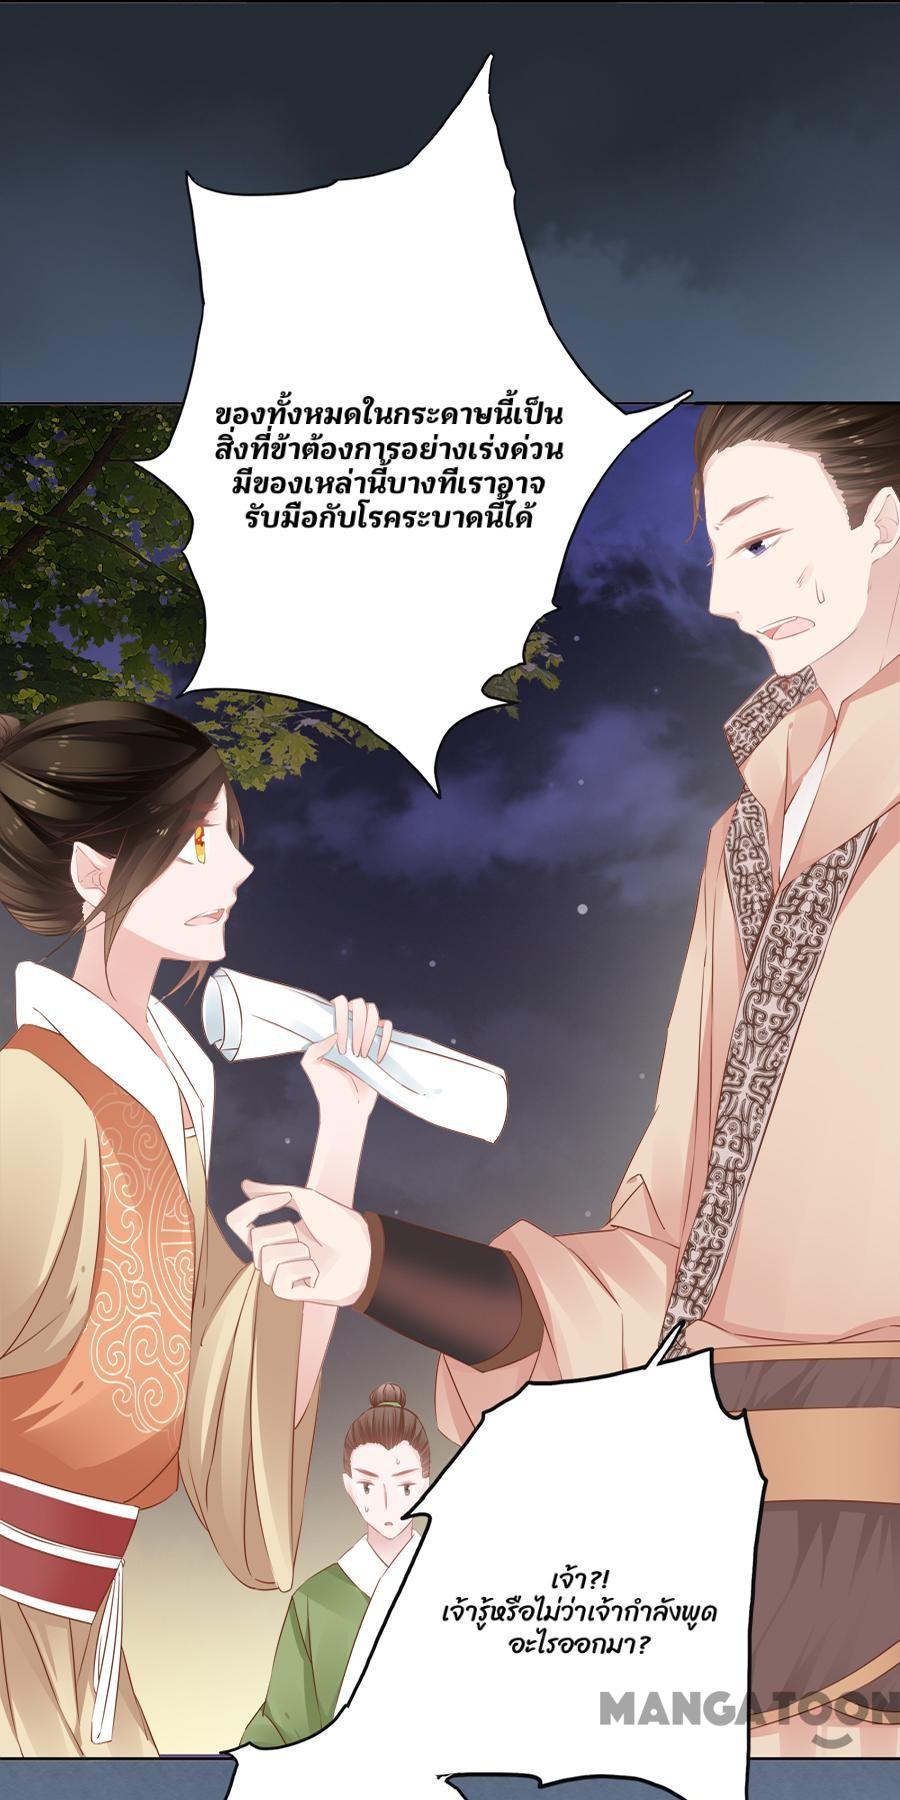 ของทั้งหมดในกระดาษนี้เป็น
สิ่งที่ข้าต้องการอย่างเร่งด่วน
มีของเหล่านี้บางทีเราอาจ
รับมือกับโรคระบาดนี้ได้
เจ้า?!
เจ้ารู้หรือไม่ว่าเจ้ากำลังพูด
อะไรออกมา?
MANGATOON